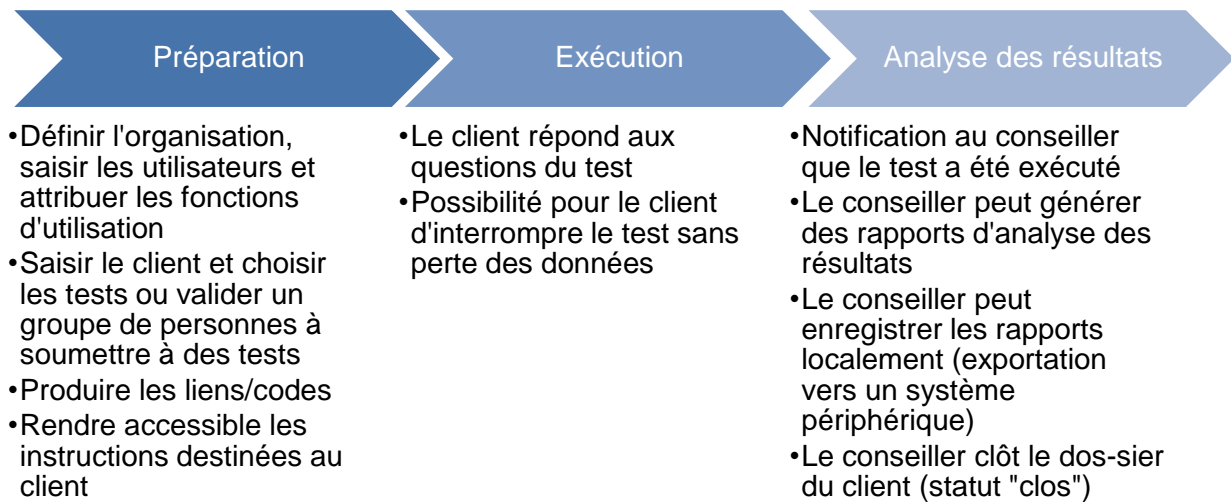 Préparation
•Définir l'organisation,
saisir les utilisateurs et
attribuer les fonctions
d'utilisation
•Saisir le client et choisir
les tests ou valider un
groupe de personnes à
soumettre à des tests
•Produire les liens/codes
•Rendre accessible les
instructions destinées au
client
Exécution
•Le client répond aux
questions du test
•Possibilité pour le client
d'interrompre le test sans
perte des données
Analyse des résultats
•Notification au conseiller
que le test a été exécuté
•Le conseiller peut générer
des rapports d'analyse des
résultats
•Le conseiller peut
enregistrer les rapports
localement (exportation
vers un système
périphérique)
•Le conseiller clôt le dos-sier
du client (statut "clos")